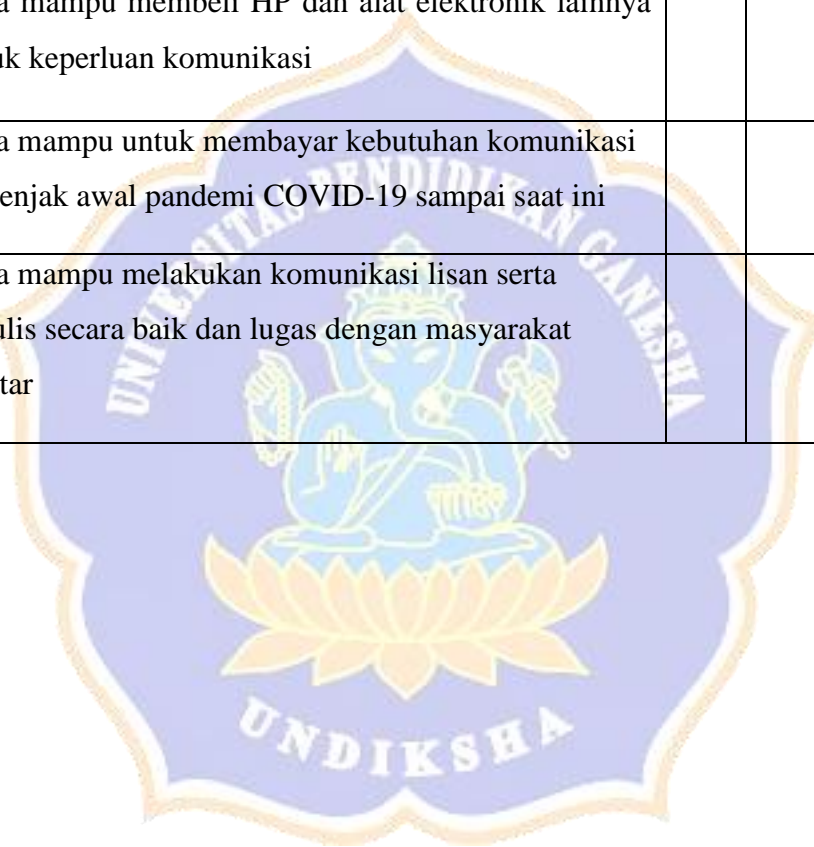 a mampu membeli HP dan alat elektronik lainnya
uk keperluan komunikasi
a mampu untuk membayar kebutuhan komunikasi
enjak awal pandemi COVID-19 sampai saat ini
a mampu melakukan komunikasi lisan serta
ulis secara baik dan lugas dengan masyarakat
tar
UNIVERSITAS PENDIDIKAN GANESHA
UNDIKSHA